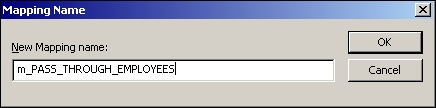 Mapping Name
New Mapping name:
OK
m_PASS_THROUGH_EMPLOYEES
Cancel